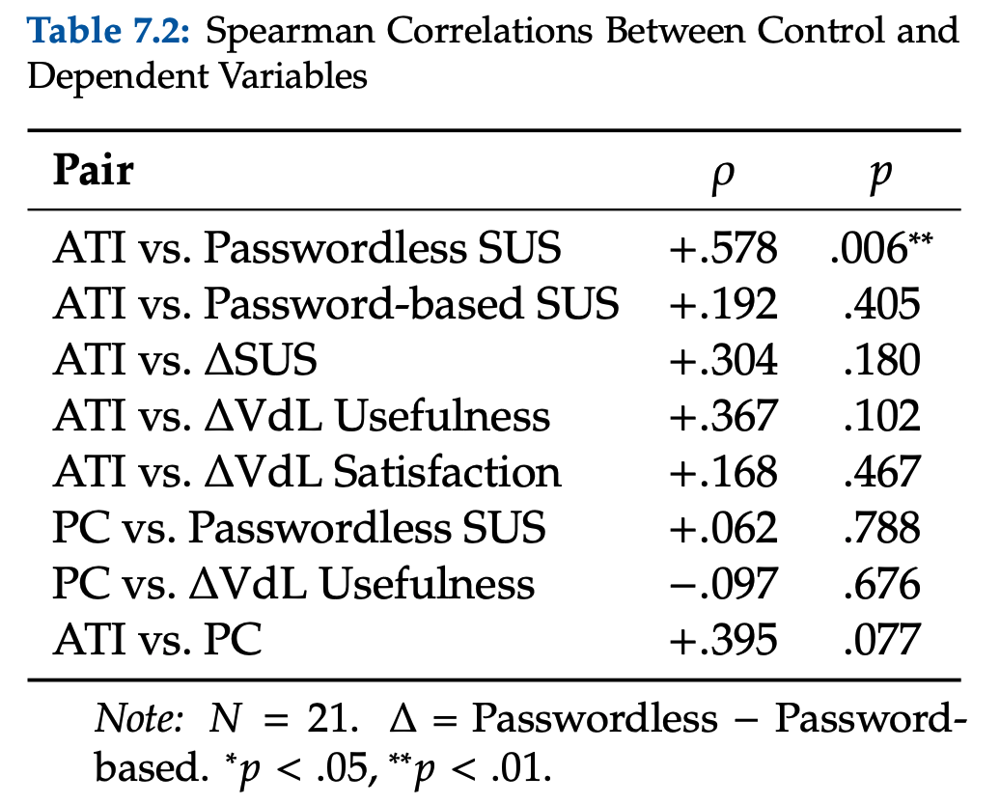 Table 7.2: Spearman Correlations Between Control and
Dependent Variables
Pair ρ p
ATI vs. Passwordless SUS +.578 .006**
ATI vs. Password-based SUS +.192 .405
ATI vs. ΔSUS +.304 .180
ATI vs. ΔVdL Usefulness +.367 .102
ATI vs. ΔVdL Satisfaction +.168 .467
PC vs. Passwordless SUS +.062 .788
PC vs. ΔVdL Usefulness −.097 .676
ATI vs. PC +.395 .077
Note: N = 21. Δ = Passwordless − Password-
based. *p < .05, **p < .01.